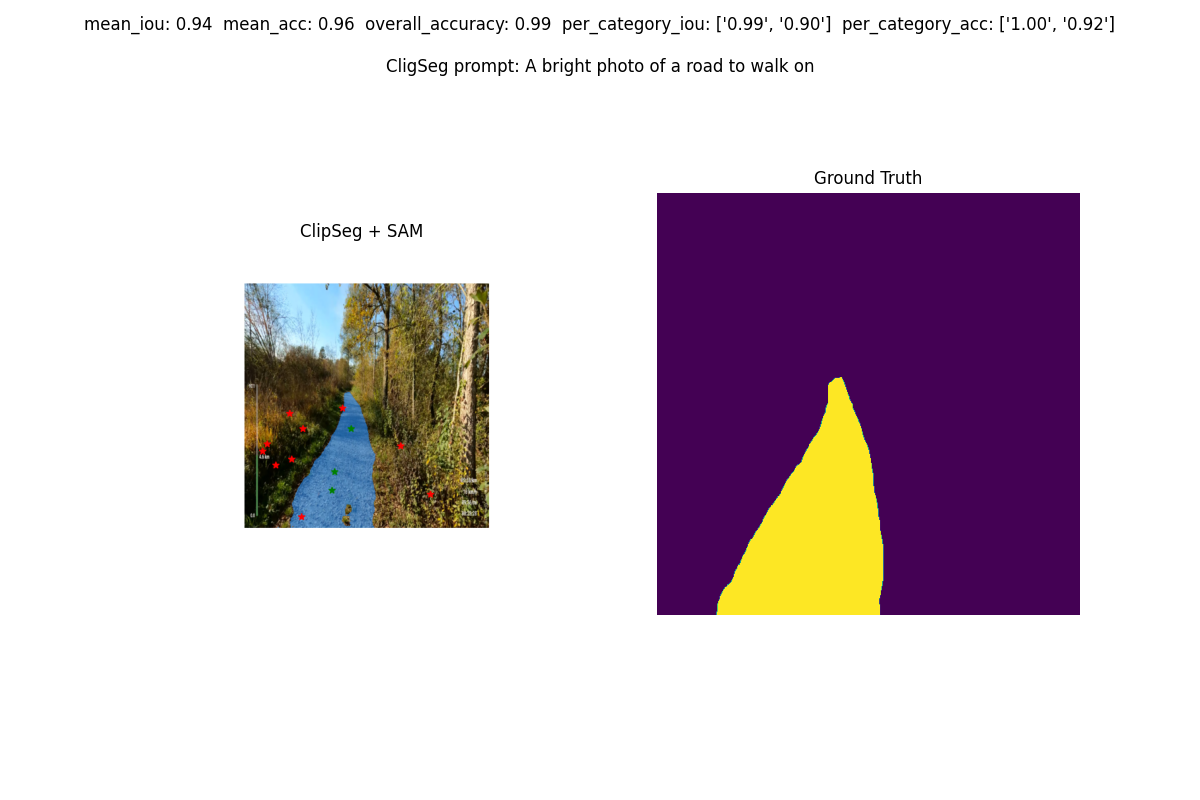 mean_iou: 0.94  mean_acc: 0.96  overall_accuracy: 0.99  per_category_iou: ['0.99', '0.90']  per_category_acc: ['1.00', '0.92']
CligSeg prompt: A bright photo of a road to walk on
Ground Truth
ClipSeg + SAM